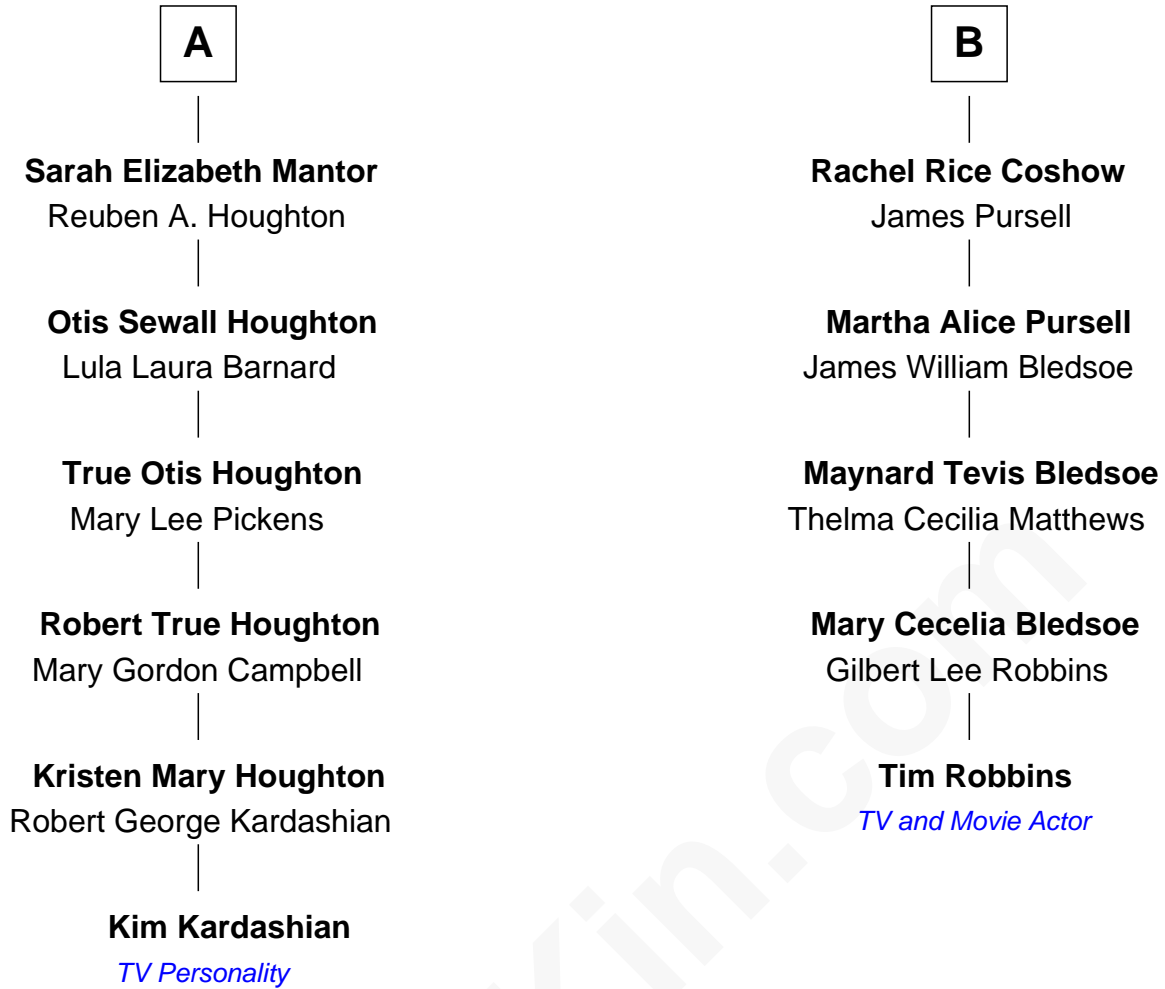 A
Sarah Elizabeth Mantor
Reuben A. Houghton
Otis Sewall Houghton
Lula Laura Barnard
True Otis Houghton
Mary Lee Pickens
Robert True Houghton
Mary Gordon Campbell
Kristen Mary Houghton
Robert George Kardashian
Kim Kardashian
TV Personality
B
Rachel Rice Coshow
James Pursell
Martha Alice Pursell
James William Bledsoe
Maynard Tevis Bledsoe
Thelma Cecilia Matthews
Mary Cecelia Bledsoe
Gilbert Lee Robbins
Tim Robbins
TV and Movie Actor
Kin.com